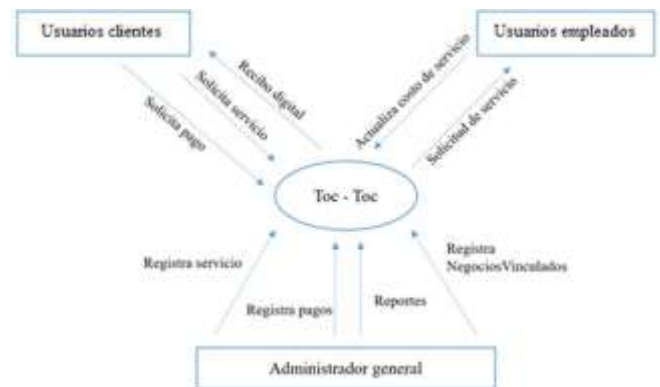 Usuarios clientes
Usuarios empleados
Recibo digital
Solicita servicio
Solicita pago
Actualiza costo de servicio
Solicitud de servicio
Toc - Toc
Registra servicio
Registra
NegociosVinculados
Registra pagos
Reportes
Administrador general